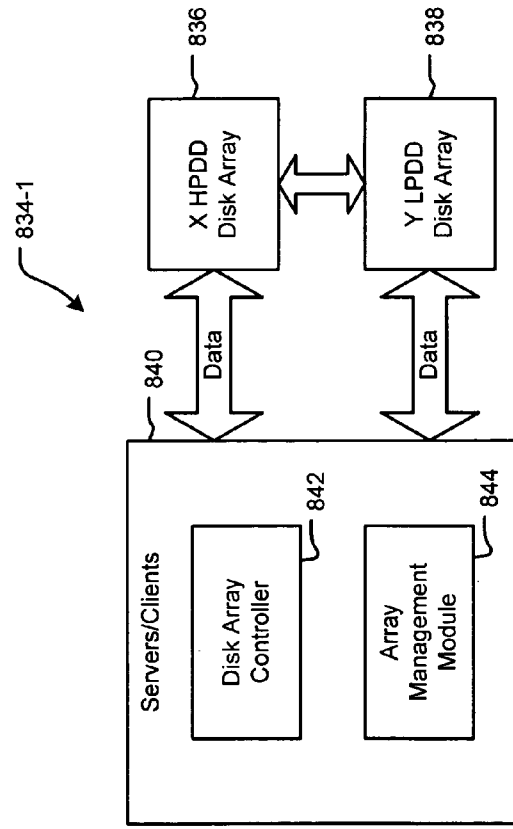 834-1
840
Servers/Clients
Disk Array
Controller
842
Array
Management
Module
844
Data
Data
X HPDD
Disk Array
836
Y LPDD
Disk Array
838